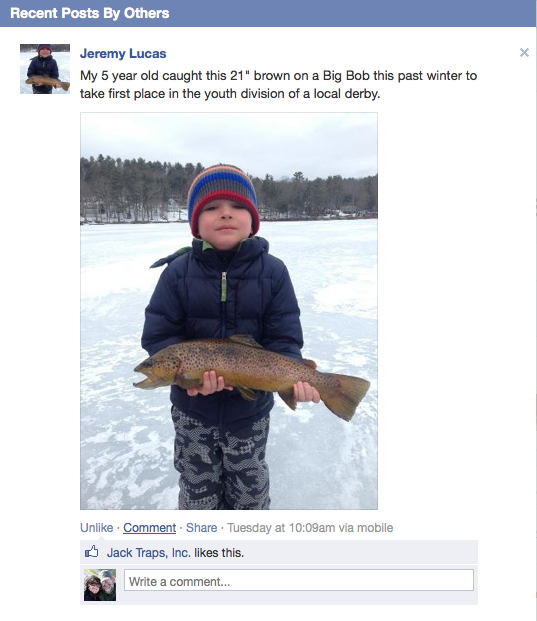 Recent Posts By Others
Jeremy Lucas
My 5 year old caught this 21" brown on a Big Bob this past winter to
take first place in the youth division of a local derby.
Unlike · Comment · Share · Tuesday at 10:09am via mobile
Jack Traps, Inc. likes this.
Write a comment...